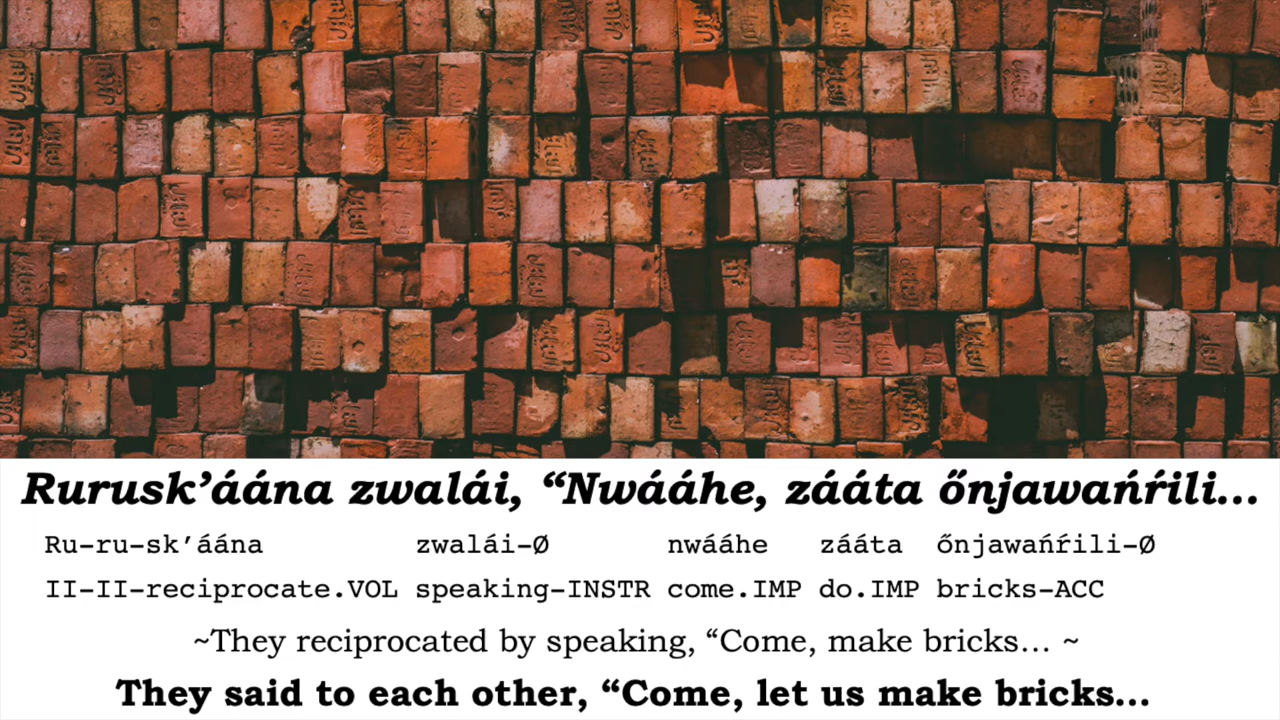 Rurusk’áána zwalái, “Nwááhe, zááta őnjawańŕili...
Ru-ru-sk’áána zwalái-Ø nwááhe zááta őnjawańŕili-Ø
II-II-reciprocate.VOL speaking-INSTR come.IMP do.IMP bricks-ACC
~They reciprocated by speaking, “Come, make bricks... ~
They said to each other, “Come, let us make bricks...